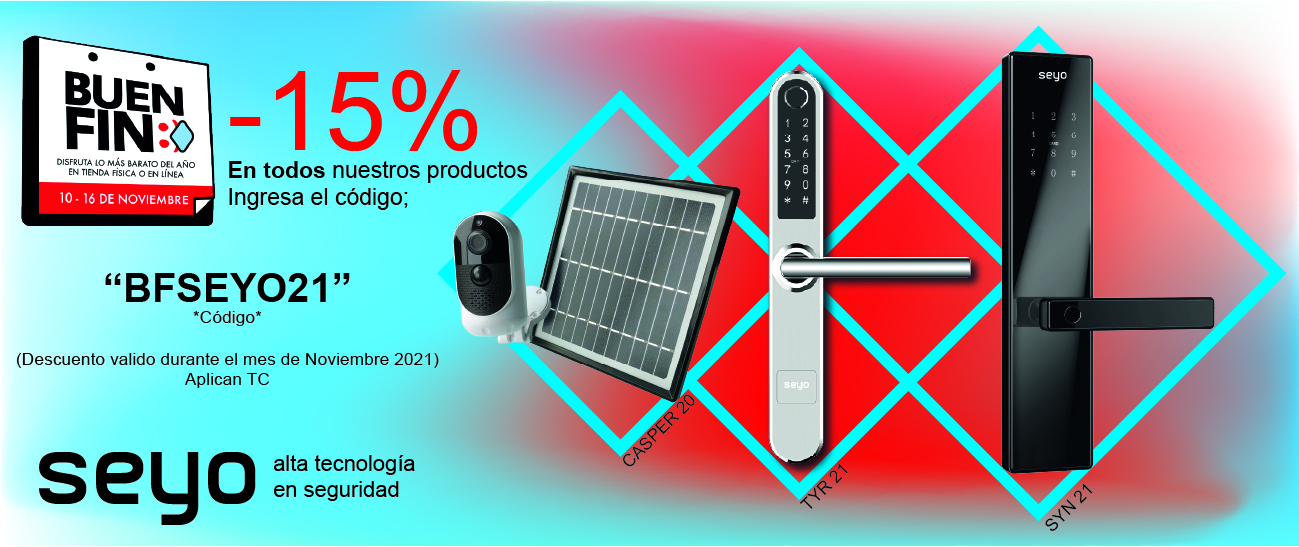 BUEN
FIN
DISFRUTA LO MÁS BARATO DEL AÑO
EN TIENDA FÍSICA O EN LÍNEA
10 - 16 DE NOVIEMBRE
-15%
En todos nuestros productos
Ingresa el código;
“BFSEYO21”
*Código*
(Descuento valido durante el mes de Noviembre 2021)
Aplican TC
seyo
alta tecnología
en seguridad
CASPER 20
1 2
3 4
5 6
7 8
9 0
* #
seyo
TYR 21
seyo
1 2 3
4 5 6
7 8 9
* 0 #
SYN 21